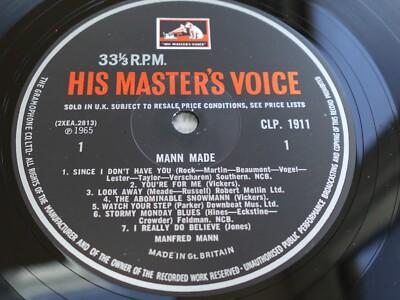 "HIS MASTER'S VOICE"
33⅓ R.P.M.
HIS MASTER'S VOICE
SOLD IN U.K. SUBJECT TO RESALE PRICE CONDITIONS, SEE PRICE LISTS
(2XEA.2813)
℗1965
CLP. 1911
1
1
MANN MADE
1. SINCE I DON'T HAVE YOU (Rock—Martin—Beaumont—Vogel—
Lester—Taylor—Verscharen) Southern. NCB.
2. YOU'RE FOR ME (Vickers).
3. LOOK AWAY (Meade—Russell) Robert Mellin Ltd.
4. THE ABOMINABLE SNOWMANN (Vickers).
5. WATCH YOUR STEP (Parker) Downbeat Mus. Ltd.
6. STORMY MONDAY BLUES (Hines—Eckstine—
Crowder) Feldman. NCB.
7. I REALLY DO BELIEVE (Jones)
MANFRED MANN
MADE IN GT. BRITAIN
THE GRAMOPHONE CO. LTD. ALL RIGHTS OF THE MANUFACTURER AND OF THE OWNER OF THE RECORDED WORK RESERVED UNAUTHORISED PUBLIC PERFORMANCE BROADCASTING AND COPYING OF THIS RECORD PROHIBITED